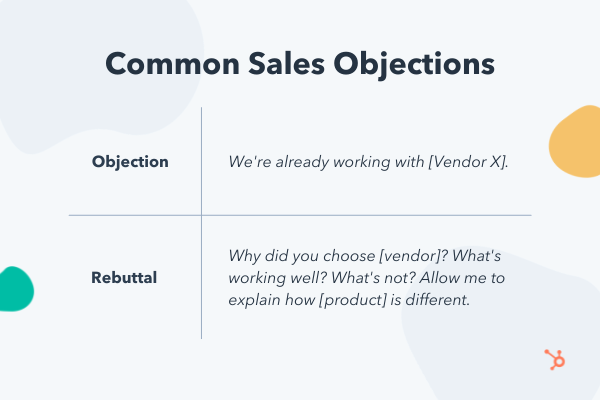 Common Sales Objections
Objection
We're already working with [Vendor X].
Rebuttal
Why did you choose [vendor]? What's
working well? What's not? Allow me to
explain how [product] is different.